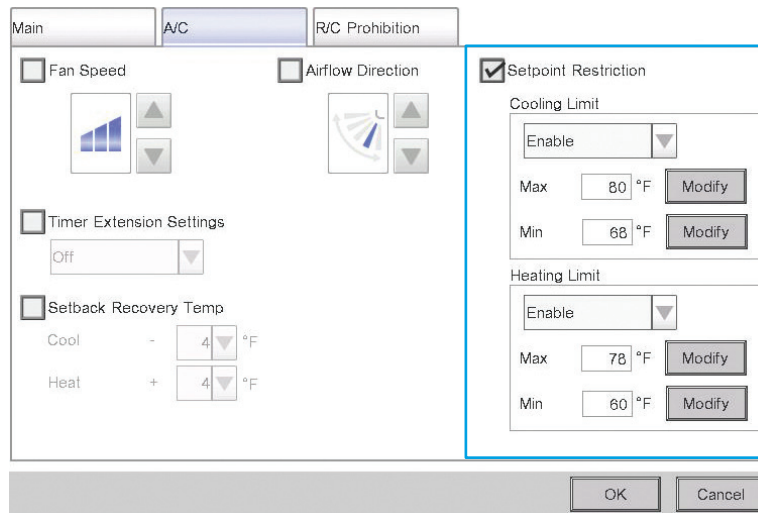 Main
A/C
R/C Prohibition
Fan Speed
Airflow Direction
Timer Extension Settings
Off
Setback Recovery Temp
Cool - 4 °F
Heat + 4 °F
Setpoint Restriction
Cooling Limit
Enable
Max 80 °F Modify
Min 68 °F Modify
Heating Limit
Enable
Max 78 °F Modify
Min 60 °F Modify
OK
Cancel